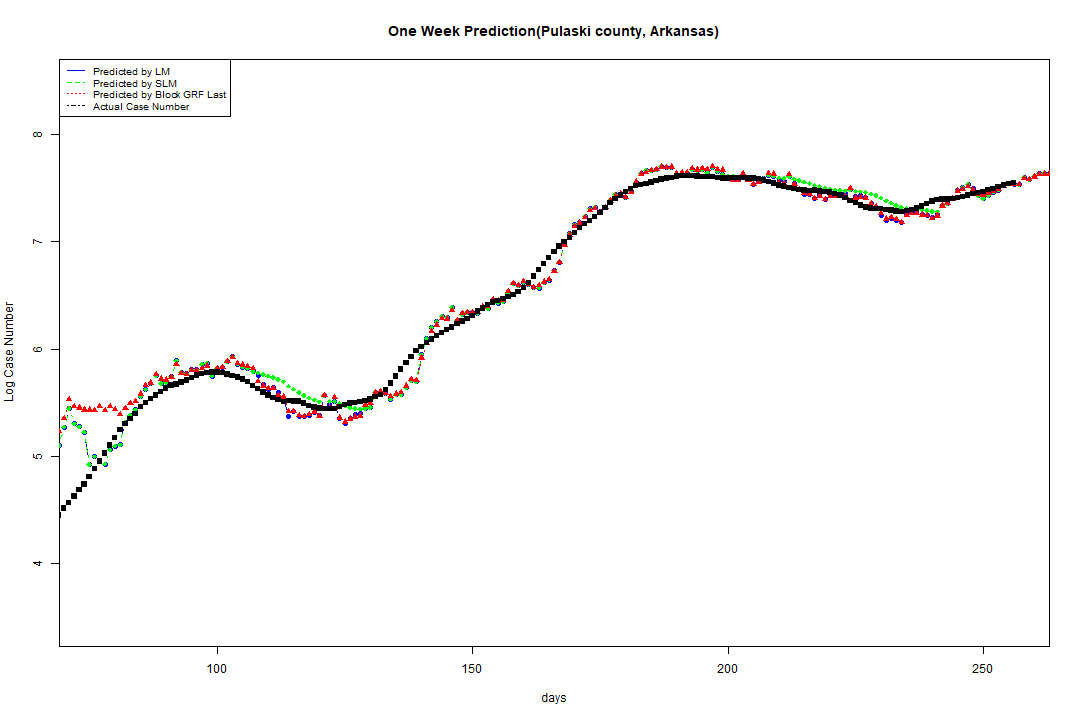 One Week Prediction(Pulaski county, Arkansas)
Predicted by LM
Predicted by SLM
Predicted by Block GRF Last
Actual Case Number
8
7
6
5
4
Log Case Number
100
150
200
250
days